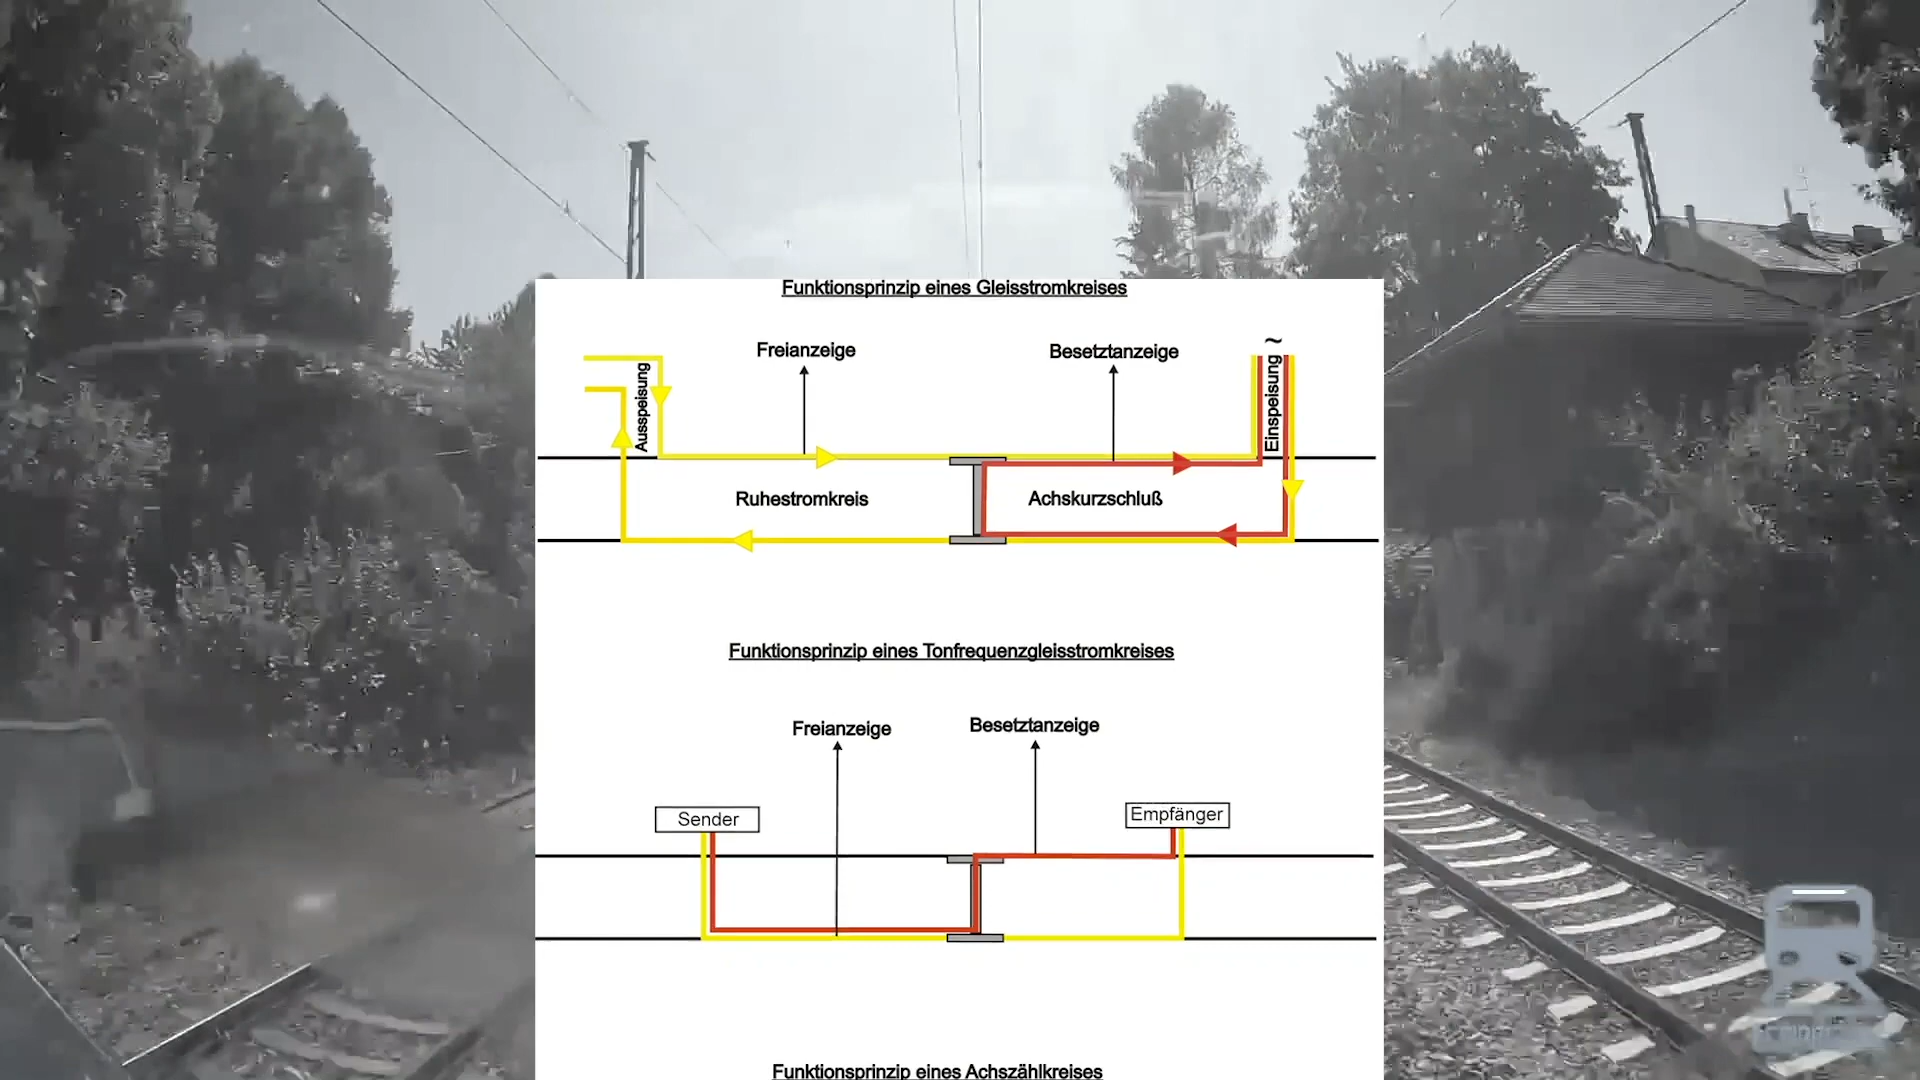 Funktionsprinzip eines Gleisstromkreises
~
Freianzeige
Besetztanzeige
Ausspeisung
Einspeisung
Ruhestromkreis
Achskurzschluß
Funktionsprinzip eines Tonfrequenzgleisstromkreises
Freianzeige
Besetztanzeige
Sender
Empfänger
Funktionsprinzip eines Achszählkreises